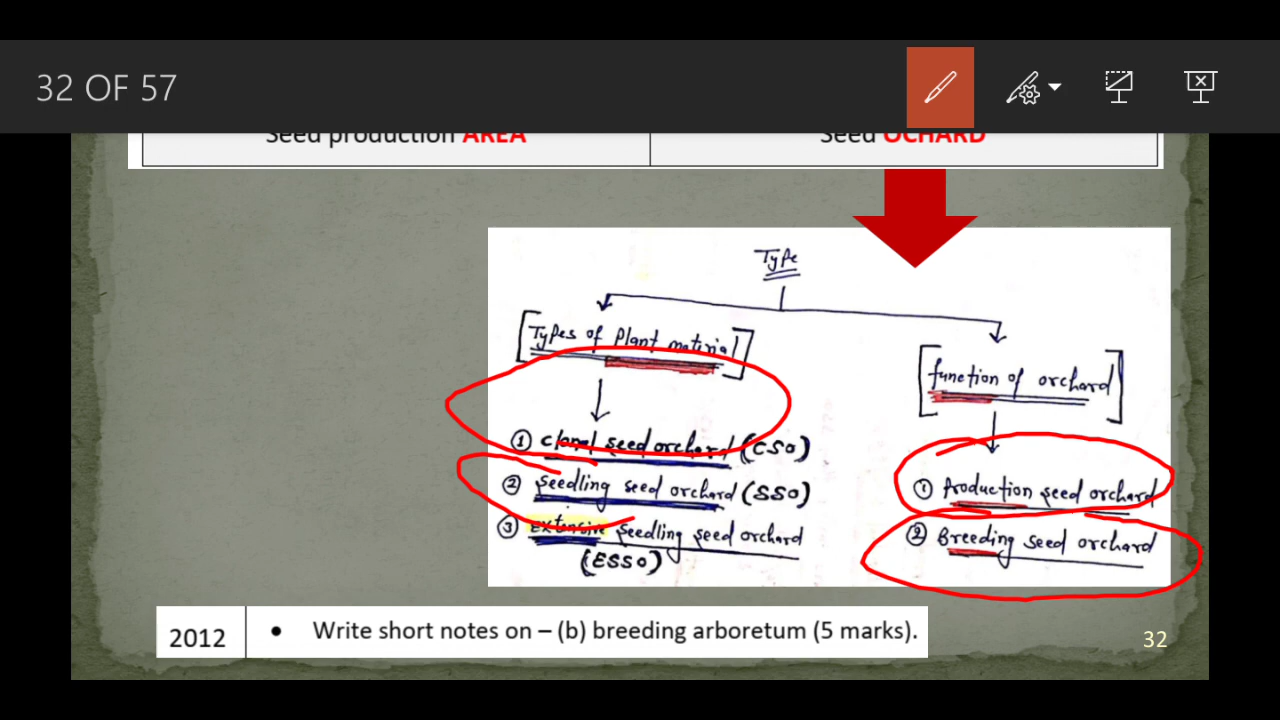 32 OF 57
Seed production AREA
Seed OCHARD
Type
[Types of Plant material]
[function of orchard]
① Clonal seed orchard (CSO)
② Seedling seed orchard (SSO)
③ Extensive seedling seed orchard
(ESSO)
① Production seed orchard
② Breeding seed orchard
2012
• Write short notes on – (b) breeding arboretum (5 marks).
32